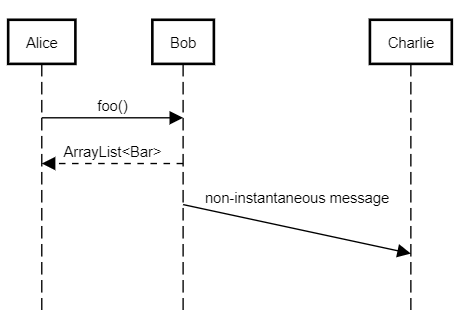 Alice
Bob
Charlie
foo()
ArrayList<Bar>
non-instantaneous message